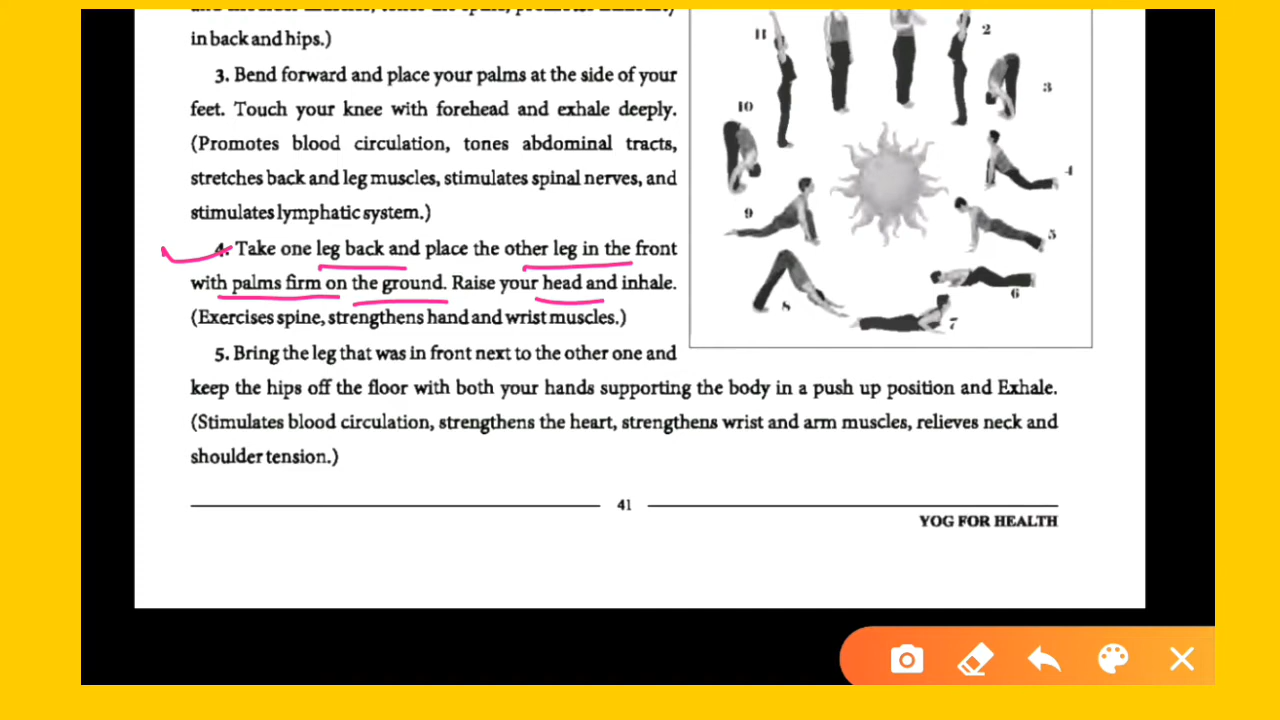 in back and hips.)
3. Bend forward and place your palms at the side of your
feet. Touch your knee with forehead and exhale deeply.
(Promotes blood circulation, tones abdominal tracts,
stretches back and leg muscles, stimulates spinal nerves, and
stimulates lymphatic system.)
4. Take one leg back and place the other leg in the front
with palms firm on the ground. Raise your head and inhale.
(Exercises spine, strengthens hand and wrist muscles.)
5. Bring the leg that was in front next to the other one and
keep the hips off the floor with both your hands supporting the body in a push up position and Exhale.
(Stimulates blood circulation, strengthens the heart, strengthens wrist and arm muscles, relieves neck and
shoulder tension.)
11
2
3
10
4
9
5
6
8
7
41
YOG FOR HEALTH